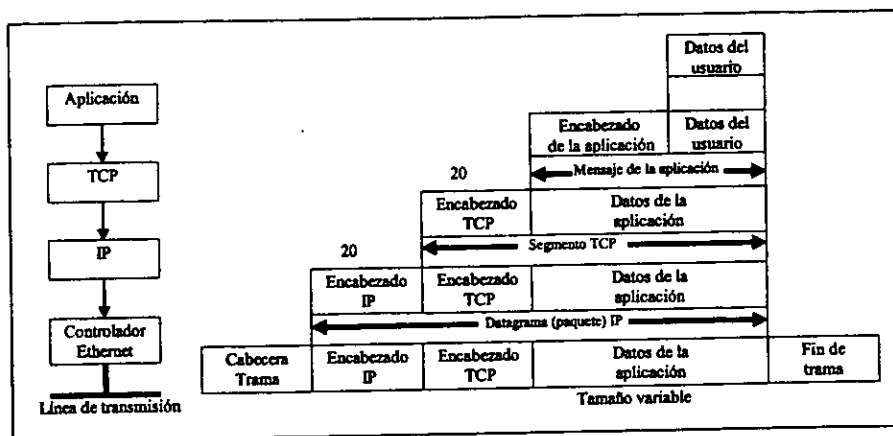 Datos del
usuario
Aplicación
Encabezado
de la aplicación
Datos del
usuario
Mensaje de la aplicación
TCP
20
Encabezado
TCP
Datos de la
aplicación
Segmento TCP
IP
20
Encabezado
IP
Encabezado
TCP
Datos de la
aplicación
Datagrama (paquete) IP
Controlador
Ethernet
Cabecera
Trama
Encabezado
IP
Encabezado
TCP
Datos de la
aplicación
Fin de
trama
Línea de transmisión
Tamaño variable